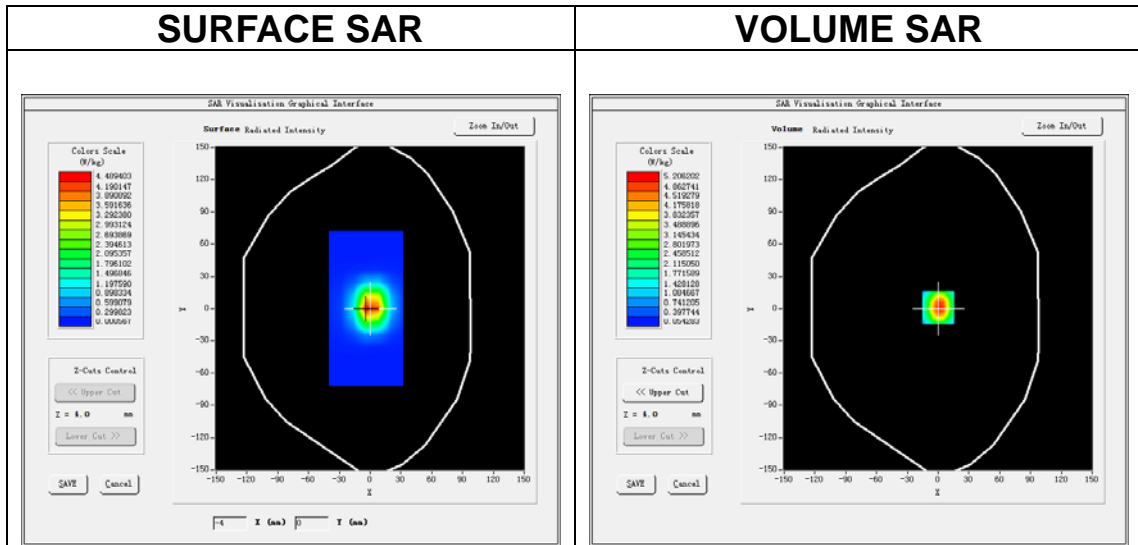 SURFACE SAR
SAR Visualisation Graphical Interface
Surface Radiated Intensity
Zoom In/Out
Colors Scale
(W/kg)
4.489403
4.190147
3.890892
3.591636
3.292380
2.993124
2.693869
2.394613
2.095357
1.796102
1.496846
1.197590
0.898334
0.599079
0.299823
0.000567
Z-Cuts Control
<< Upper Cut
Z = 4.0 mm
Lower Cut >>
SAVE Cancel
150
120
90
60
30
0
-30
-60
-90
-120
-150
Y
-150 -120 -90 -60 -30 0 30 60 90 120 150
X
-4 X (mm) 0 Y (mm)
VOLUME SAR
SAR Visualisation Graphical Interface
Volume Radiated Intensity
Zoom In/Out
Colors Scale
(W/kg)
5.206202
4.862741
4.519279
4.175818
3.832357
3.488896
3.145434
2.801973
2.458512
2.115050
1.771589
1.428128
1.084667
0.741205
0.397744
0.054283
Z-Cuts Control
<< Upper Cut
Z = 4.0 mm
Lower Cut >>
SAVE Cancel
150
120
90
60
30
0
-30
-60
-90
-120
-150
Y
-150 -120 -90 -60 -30 0 30 60 90 120 150
X